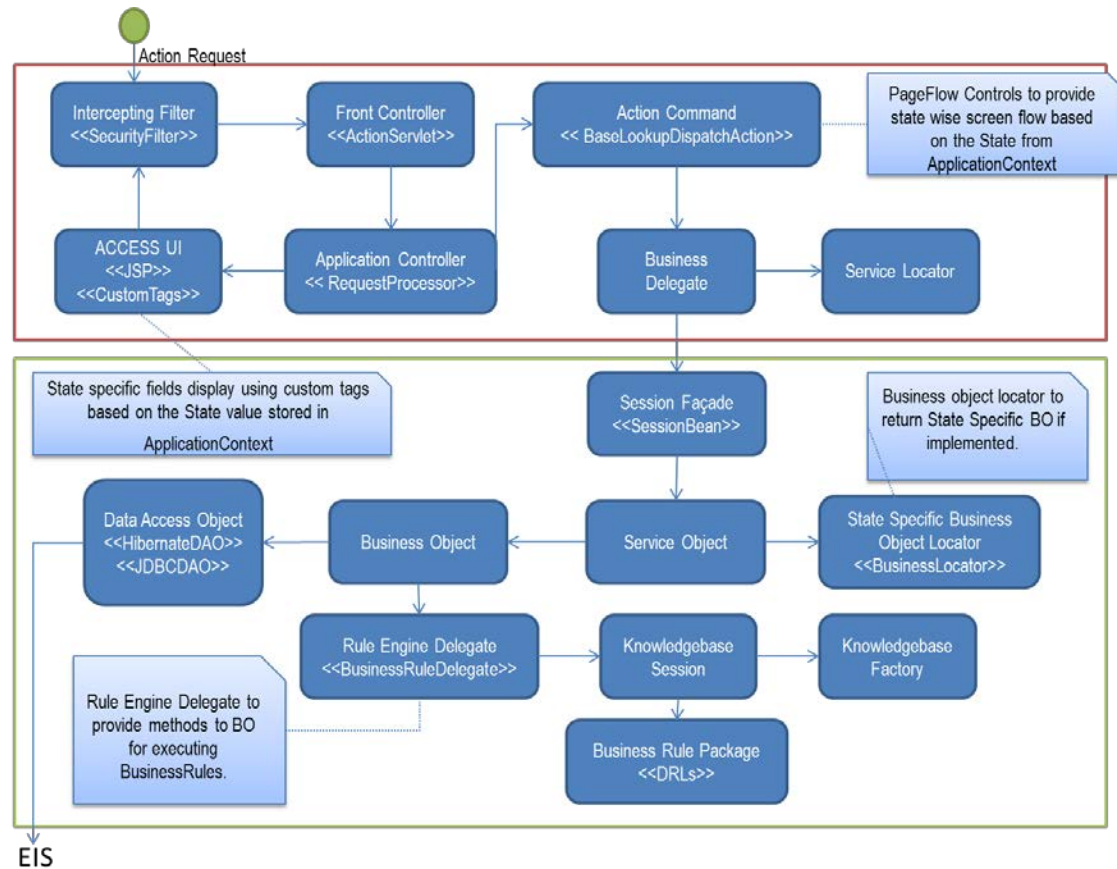 Action Request
Intercepting Filter
<<SecurityFilter>>
Front Controller
<<ActionServlet>>
Action Command
<< BaseLookupDispatchAction>>
PageFlow Controls to provide
state wise screen flow based
on the State from
ApplicationContext
ACCESS UI
<<JSP>>
<<CustomTags>>
Application Controller
<< RequestProcessor>>
Business
Delegate
Service Locator
State specific fields display using custom tags
based on the State value stored in
ApplicationContext
Session Façade
<<SessionBean>>
Business object locator to
return State Specific BO if
implemented.
Data Access Object
<<HibernateDAO>>
<<JDBCDAO>>
Business Object
Service Object
State Specific Business
Object Locator
<<BusinessLocator>>
Rule Engine Delegate
<<BusinessRuleDelegate>>
Knowledgebase
Session
Knowledgebase
Factory
Rule Engine Delegate to
provide methods to BO
for executing
BusinessRules.
Business Rule Package
<<DRLs>>
EIS